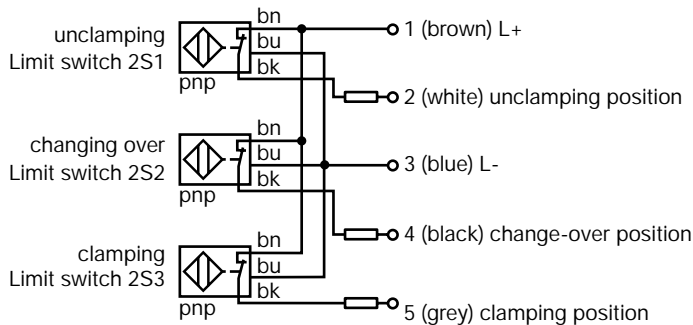 bn
unclamping
1 (brown) L+
bu
Limit switch 2S1
bk
pnp
2 (white) unclamping position
bn
changing over
bu
3 (blue) L-
Limit switch 2S2
bk
pnp
4 (black) change-over position
bn
clamping
bu
Limit switch 2S3
bk
pnp
5 (grey) clamping position